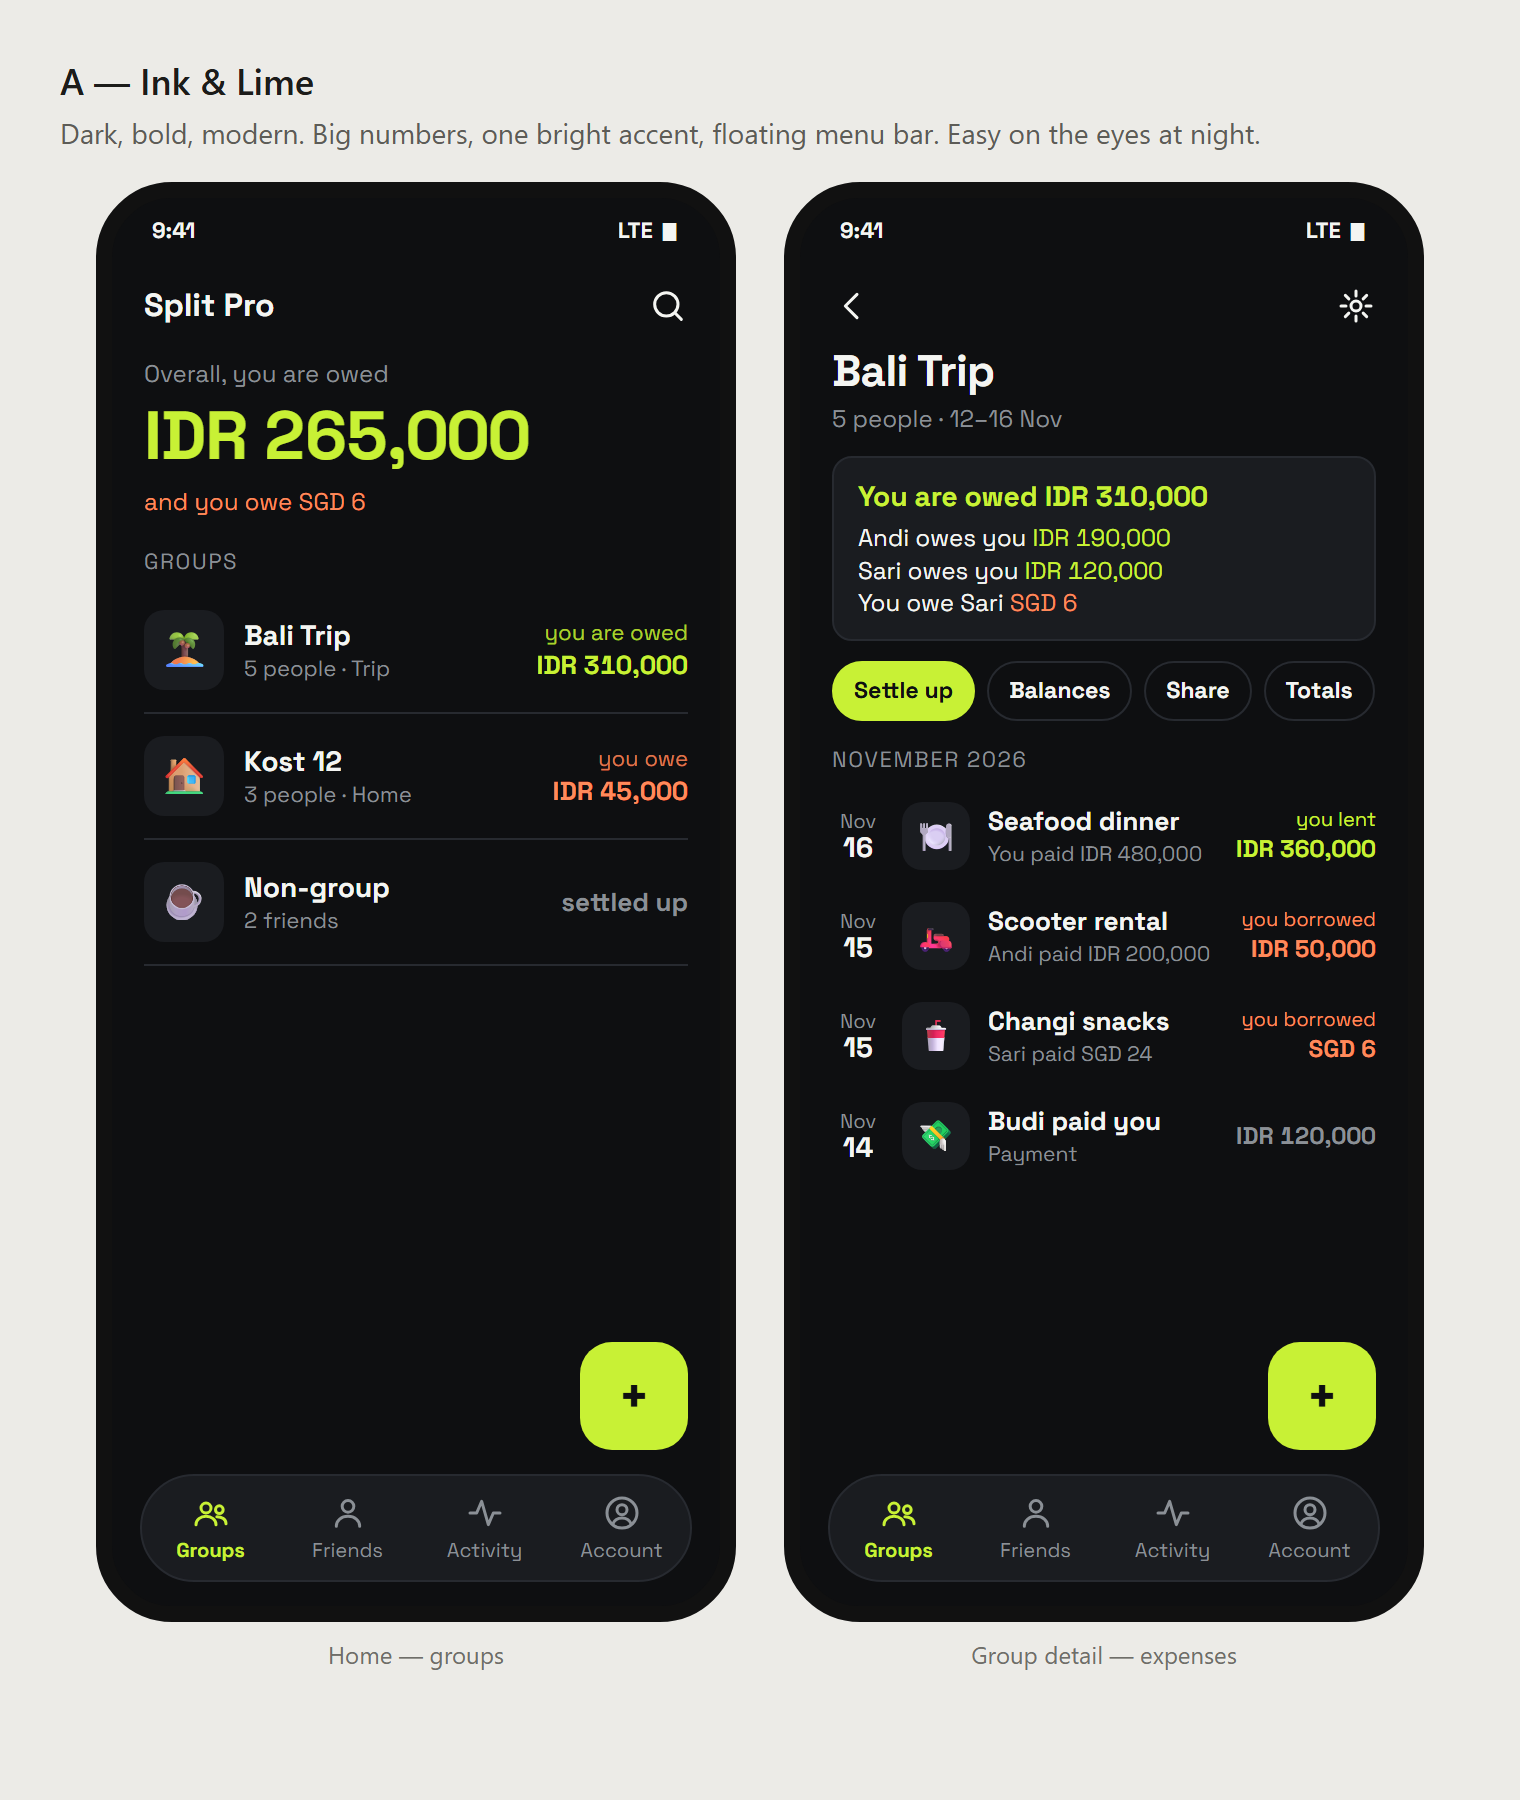 A — Ink & Lime
Dark, bold, modern. Big numbers, one bright accent, floating menu bar. Easy on the eyes at night.
9:41
LTE
Split Pro
Overall, you are owed
IDR 265,000
and you owe SGD 6
GROUPS
Bali Trip
5 people · Trip
you are owed
IDR 310,000
Kost 12
3 people · Home
you owe
IDR 45,000
Non-group
2 friends
settled up
+
Groups
Friends
Activity
Account
Home — groups
9:41
LTE
Bali Trip
5 people · 12–16 Nov
You are owed IDR 310,000
Andi owes you IDR 190,000
Sari owes you IDR 120,000
You owe Sari SGD 6
Settle up
Balances
Share
Totals
NOVEMBER 2026
Nov
16
Seafood dinner
You paid IDR 480,000
you lent
IDR 360,000
Nov
15
Scooter rental
Andi paid IDR 200,000
you borrowed
IDR 50,000
Nov
15
Changi snacks
Sari paid SGD 24
you borrowed
SGD 6
Nov
14
Budi paid you
Payment
IDR 120,000
+
Groups
Friends
Activity
Account
Group detail — expenses